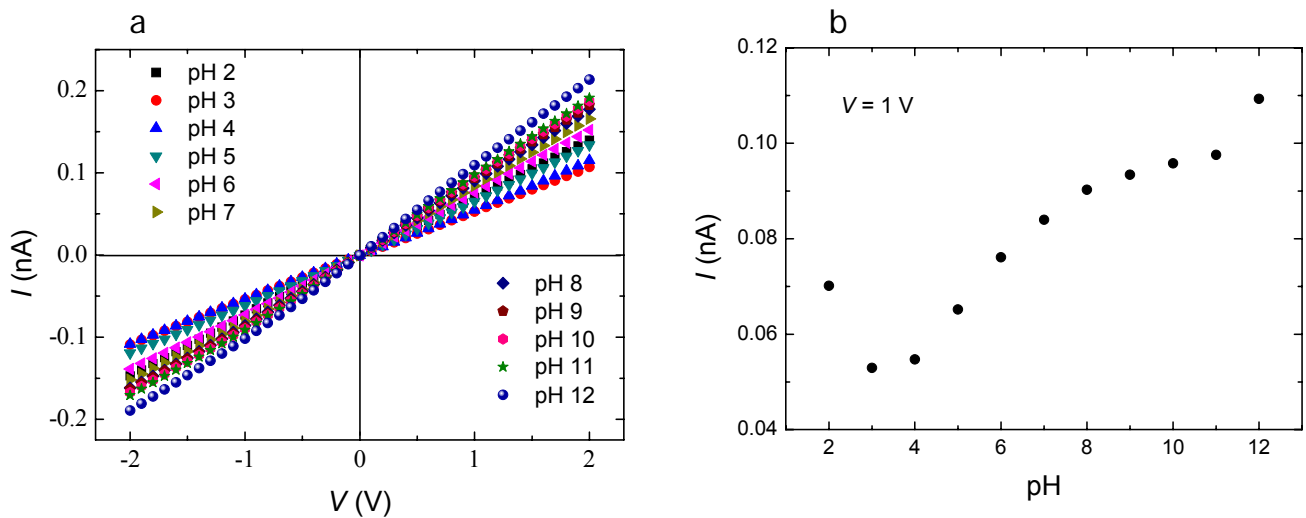 a
0.2
0.1
0.0
-0.1
-0.2
I (nA)
pH 2
pH 3
pH 4
pH 5
pH 6
pH 7
pH 8
pH 9
pH 10
pH 11
pH 12
-2 -1 0 1 2
V (V)
b
0.12
0.10
0.08
0.06
0.04
I (nA)
V = 1 V
2 4 6 8 10 12
pH